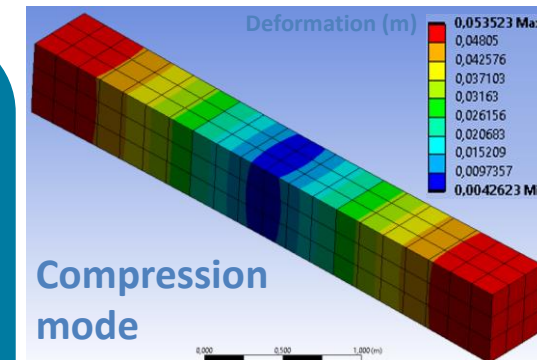 Deformation (m)
0,053523 Max
0,04805
0,042576
0,037103
0,03163
0,026156
0,020683
0,015209
0,0097357
0,0042623 Mi
Compression
mode
0,000
0,500
1,000 (m)